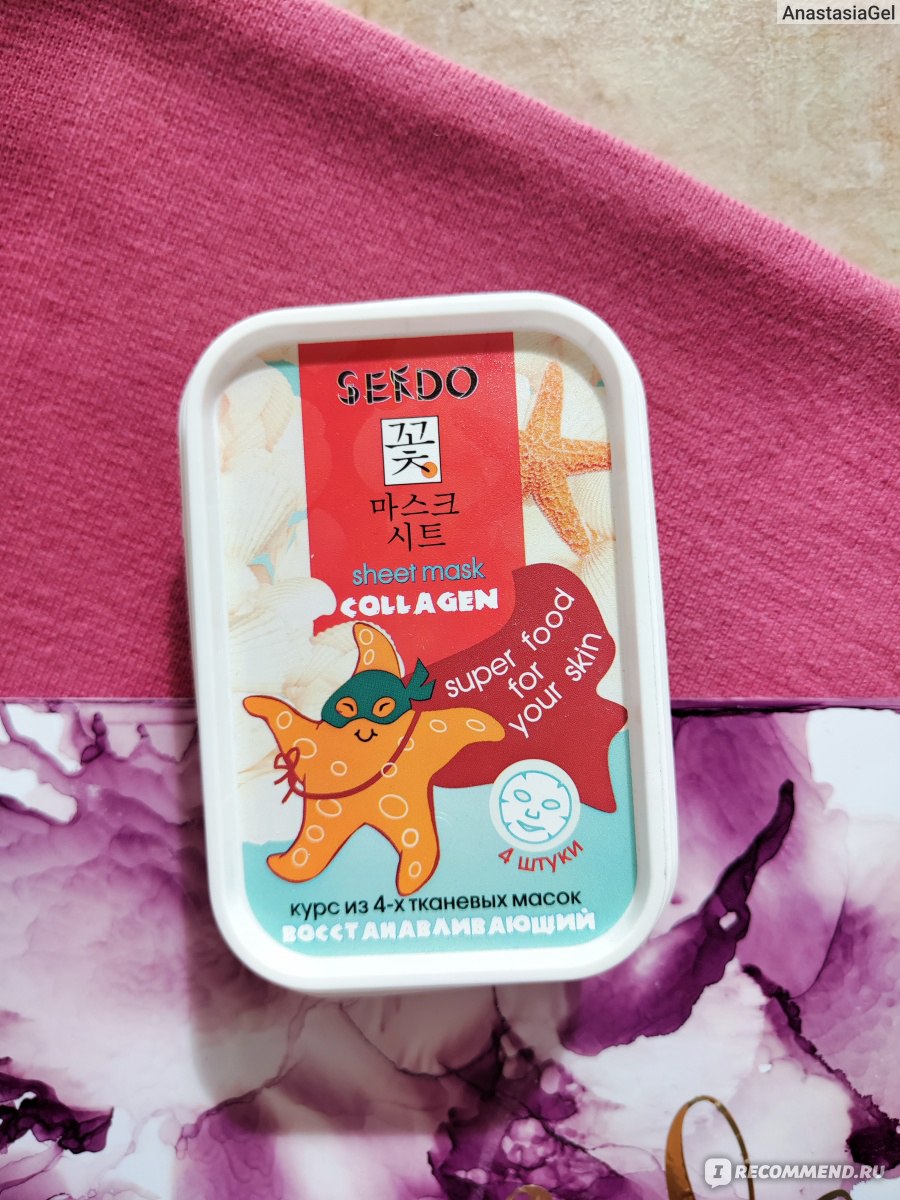 AnastasiaGel
SENDO
꽃
마스크
시트
sheet mask
COLLAGEN
super food
for
your skin
4 штуки
курс из 4-х тканевых масок
ВОССТАНАВЛИВАЮЩИЙ
I RECOMMEND.RU